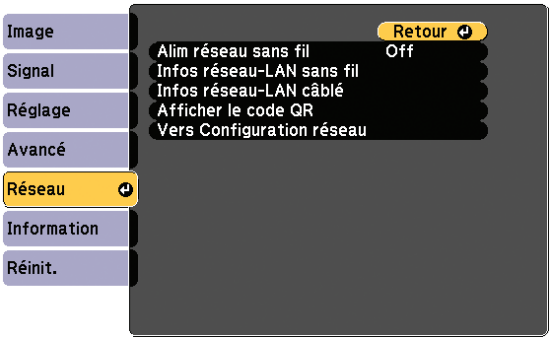 Image
Signal
Réglage
Avancé
Réseau
Information
Réinit.
Retour
Alim réseau sans fil Off
Infos réseau-LAN sans fil
Infos réseau-LAN câblé
Afficher le code QR
Vers Configuration réseau